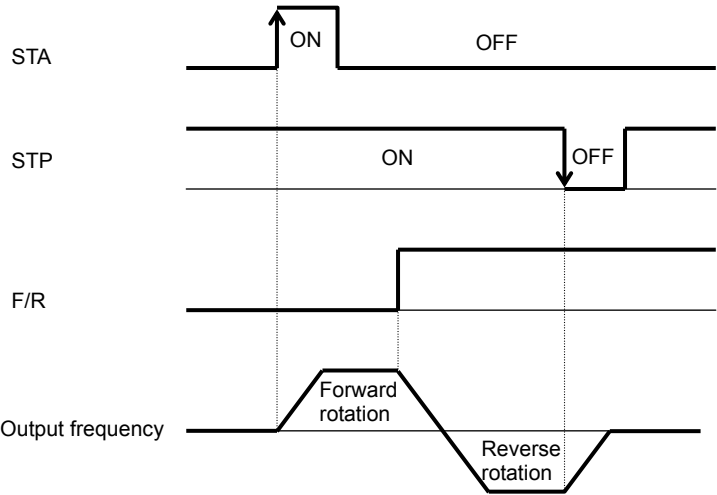 STA
ON
OFF
STP
ON
OFF
F/R
Forward
rotation
Output frequency
Reverse
rotation